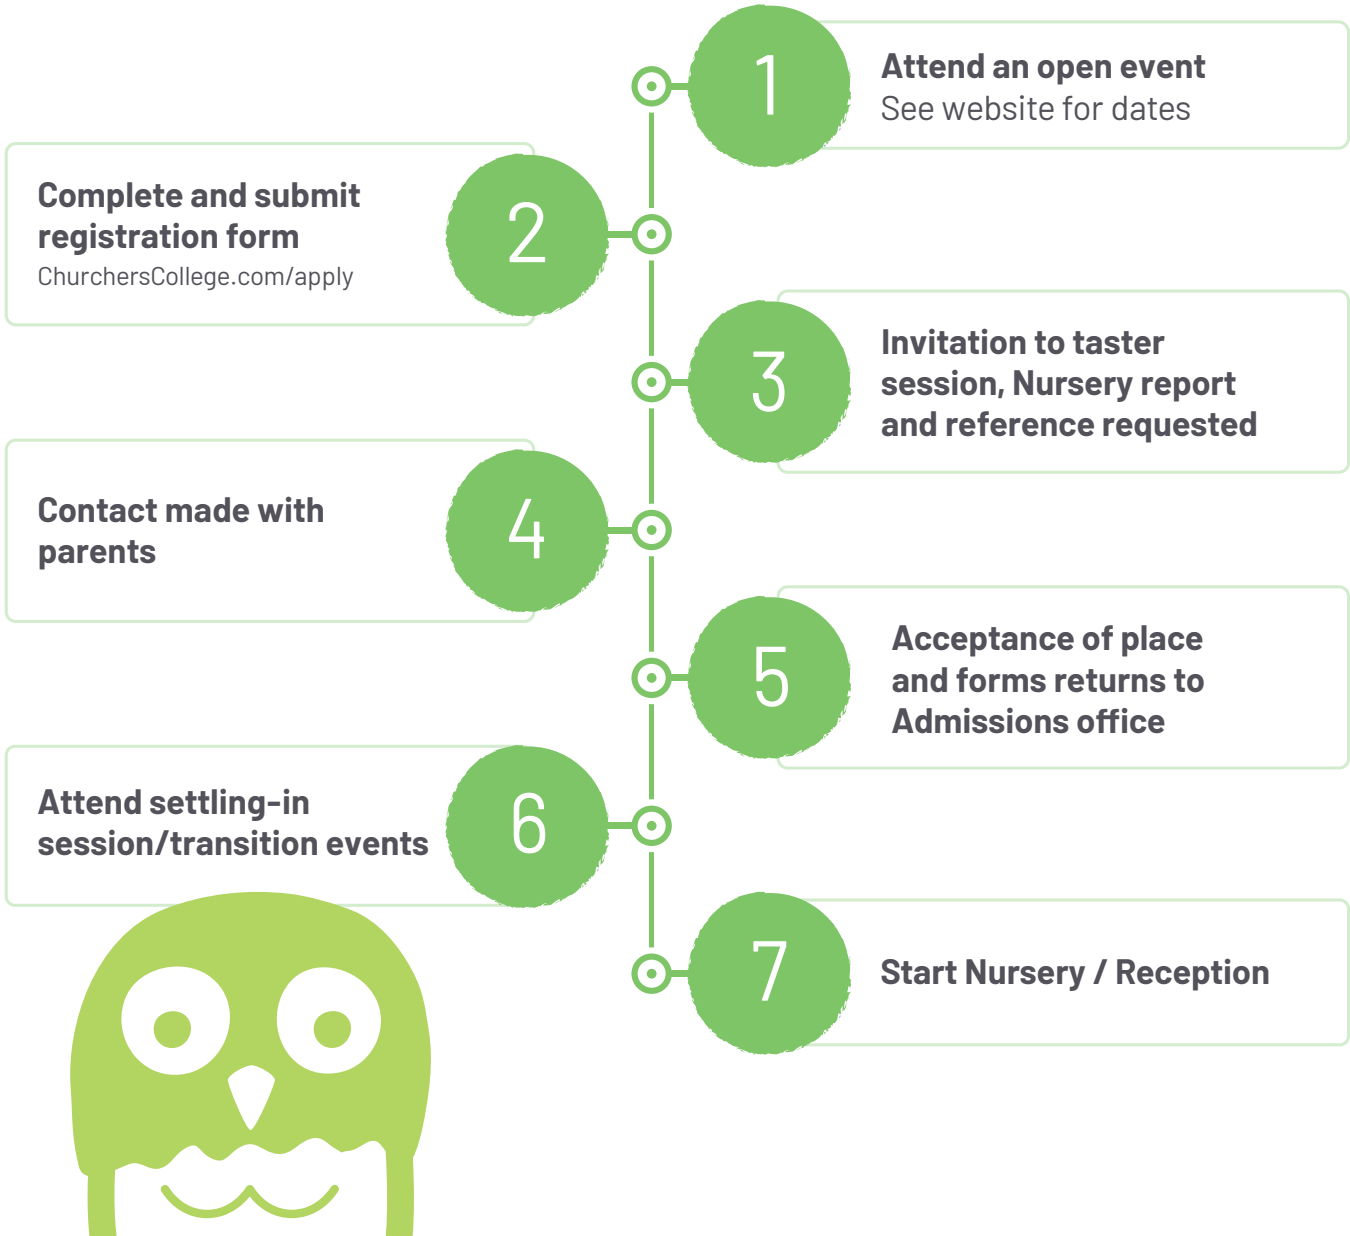 1
Attend an open event
See website for dates
2
Complete and submit
registration form
ChurchersCollege.com/apply
3
Invitation to taster
session, Nursery report
and reference requested
4
Contact made with
parents
5
Acceptance of place
and forms returns to
Admissions office
6
Attend settling-in
session/transition events
7
Start Nursery / Reception